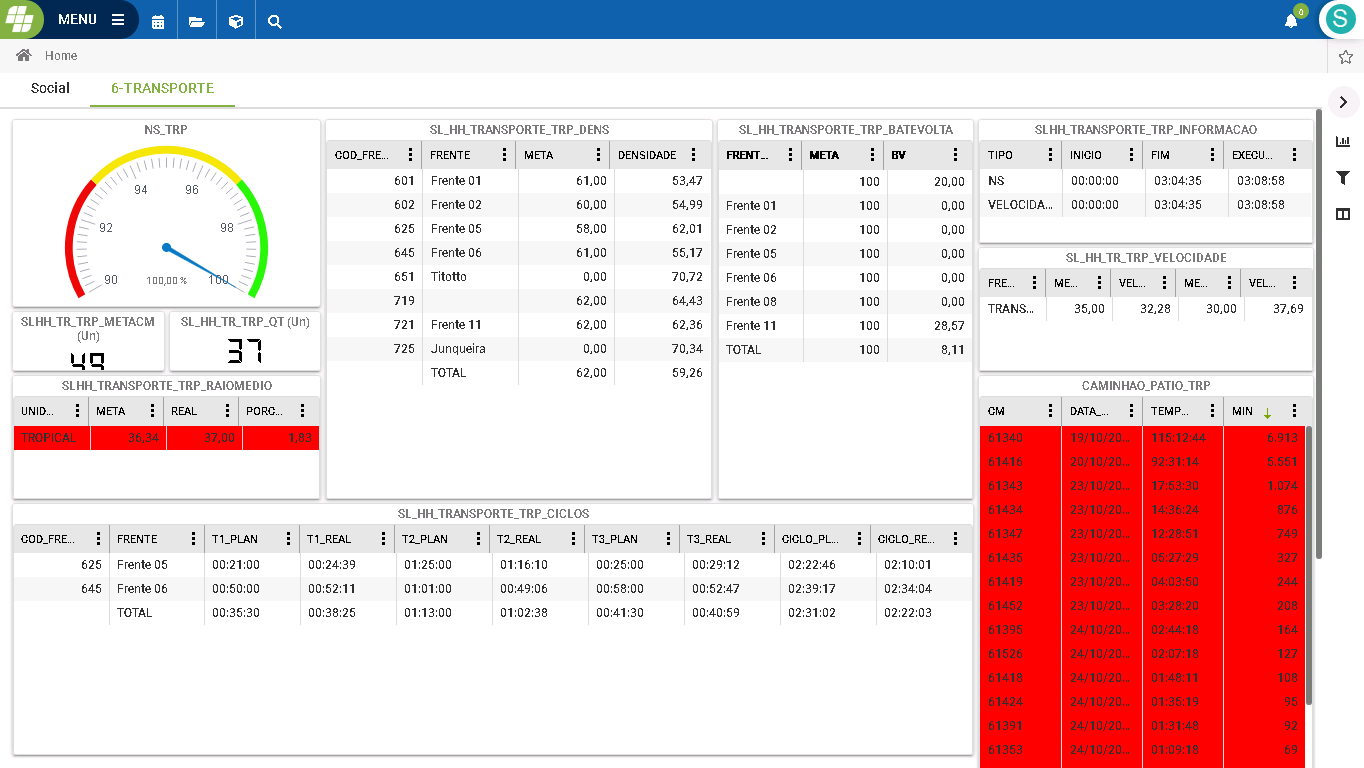 MENU
0
S
Home
Social
6-TRANSPORTE
NS_TRP
90
92
94
96
98
100
100,00 %
SLHH_TR_TRP_METACM (Un)
49
SL_HH_TR_TRP_QT (Un)
37
SLHH_TRANSPORTE_TRP_RAIOMEDIO
UNID... META REAL PORC...
TROPICAL 36,34 37,00 1,83
SL_HH_TRANSPORTE_TRP_DENS
COD_FRE... FRENTE META DENSIDADE
601 Frente 01 61,00 53,47
602 Frente 02 60,00 54,99
625 Frente 05 58,00 62,01
645 Frente 06 61,00 55,17
651 Titotto 0,00 70,72
719 62,00 64,43
721 Frente 11 62,00 62,36
725 Junqueira 0,00 70,34
TOTAL 62,00 59,26
SL_HH_TRANSPORTE_TRP_BATEVOLTA
FRENT... META BV
100 20,00
Frente 01 100 0,00
Frente 02 100 0,00
Frente 05 100 0,00
Frente 06 100 0,00
Frente 08 100 0,00
Frente 11 100 28,57
TOTAL 100 8,11
SLHH_TRANSPORTE_TRP_INFORMACAO
TIPO INICIO FIM EXECU...
NS 00:00:00 03:04:35 03:08:58
VELOCIDA... 00:00:00 03:04:35 03:08:58
SL_HH_TR_TRP_VELOCIDADE
FRE... ME... VEL... ME... VEL...
TRANS... 35,00 32,28 30,00 37,69
SL_HH_TRANSPORTE_TRP_CICLOS
COD_FRE... FRENTE T1_PLAN T1_REAL T2_PLAN T2_REAL T3_PLAN T3_REAL CICLO_PL... CICLO_RE...
625 Frente 05 00:21:00 00:24:39 01:25:00 01:16:10 00:25:00 00:29:12 02:22:46 02:10:01
645 Frente 06 00:50:00 00:52:11 01:01:00 00:49:06 00:58:00 00:52:47 02:39:17 02:34:04
TOTAL 00:35:30 00:38:25 01:13:00 01:02:38 00:41:30 00:40:59 02:31:02 02:22:03
CAMINHAO_PATIO_TRP
CM DATA_... TEMP... MIN
61340 19/10/20... 115:12:44 6.913
61416 20/10/20... 92:31:14 5.551
61343 23/10/20... 17:53:30 1.074
61434 23/10/20... 14:36:24 876
61347 23/10/20... 12:28:51 749
61435 23/10/20... 05:27:29 327
61419 23/10/20... 04:03:50 244
61452 23/10/20... 03:28:20 208
61396 24/10/20... 02:44:18 164
61526 24/10/20... 02:07:18 127
61418 24/10/20... 01:48:11 108
61424 24/10/20... 01:35:19 95
61391 24/10/20... 01:31:48 92
61353 24/10/20... 01:09:18 69